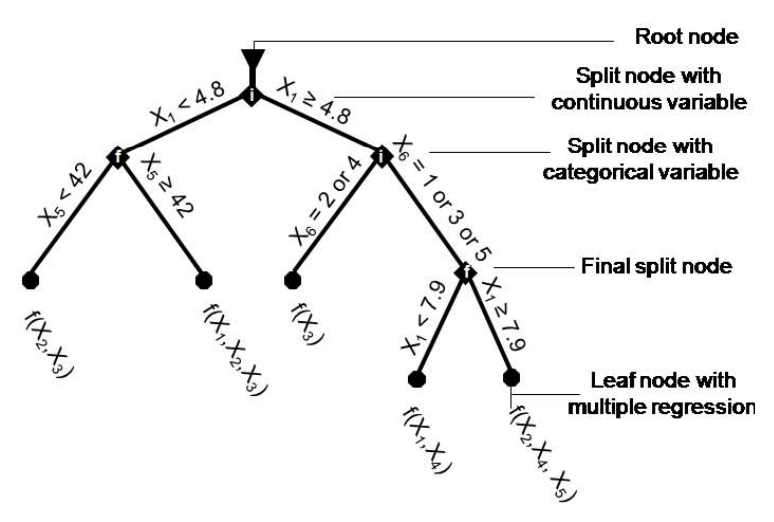 Root node
Split node with
continuous variable
X₁ < 4.8
i
X₁ ≥ 4.8
Split node with
categorical variable
f
i
X₅ < 42
X₅ ≥ 42
X₆ = 2 or 4
X₆ = 1 or 3 or 5
Final split node
f
f(X₂,X₃)
f(X₁,X₂,X₃)
f(X₃)
X₁ < 7.9
X₁ ≥ 7.9
Leaf node with
multiple regression
f(X₁,X₄)
f(X₂,X₄, X₅)